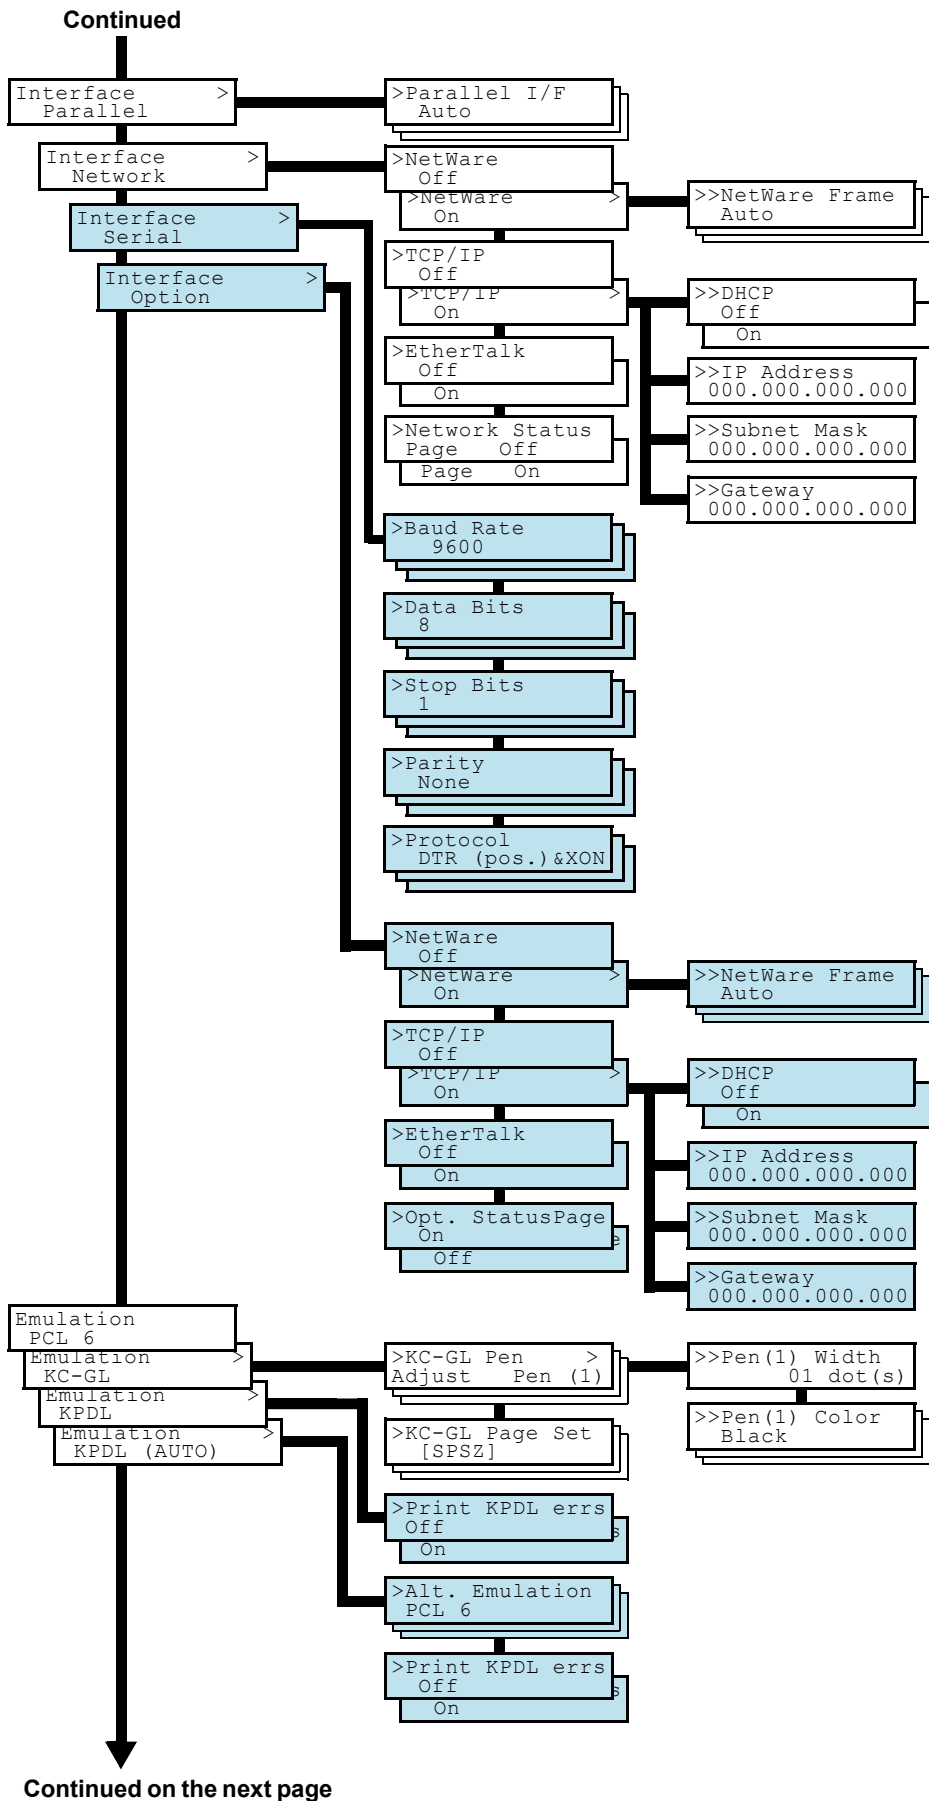 Continued
Interface >
Parallel
>Parallel I/F
Auto
Interface >
Network
>NetWare
Off
>NetWare >
On
>>NetWare Frame
Auto
Interface >
Serial
Interface >
Option
>TCP/IP
Off
>TCP/IP >
On
>>DHCP
Off
On
>>IP Address
000.000.000.000
>>Subnet Mask
000.000.000.000
>>Gateway
000.000.000.000
>EtherTalk
Off
On
>Network Status
Page Off
Page On
>Baud Rate
9600
>Data Bits
8
>Stop Bits
1
>Parity
None
>Protocol
DTR (pos.)&XON
>NetWare
Off
>NetWare >
On
>>NetWare Frame
Auto
>TCP/IP
Off
>TCP/IP >
On
>>DHCP
Off
On
>>IP Address
000.000.000.000
>>Subnet Mask
000.000.000.000
>>Gateway
000.000.000.000
>EtherTalk
Off
On
>Opt. StatusPage
On
Off
Emulation
PCL 6
Emulation >
KC-GL
Emulation >
KPDL
Emulation >
KPDL (AUTO)
>KC-GL Pen >
Adjust Pen (1)
>>Pen(1) Width
01 dot(s)
>>Pen(1) Color
Black
>KC-GL Page Set
[SPSZ]
>Print KPDL errs
Off
On
>Alt. Emulation
PCL 6
>Print KPDL errs
Off
On
Continued on the next page